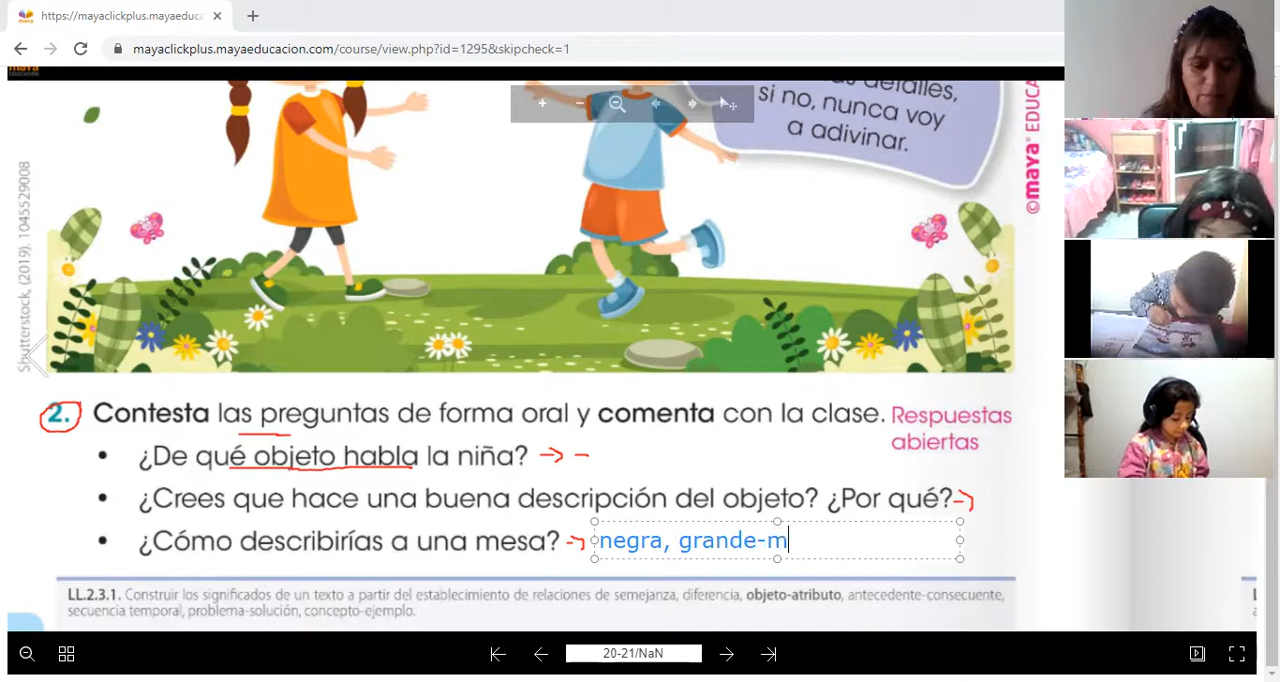 https://mayaclickplus.mayaeduca
mayaclickplus.mayaeducacion.com/course/view.php?id=1295&skipcheck=1
maya
EDUCACIÓN
detalles,
si no, nunca voy
a adivinar.
©maya EDUCA
Shutterstock, (2019). 1045529008
2. Contesta las preguntas de forma oral y comenta con la clase. Respuestas
abiertas
• ¿De qué objeto habla la niña?
• ¿Crees que hace una buena descripción del objeto? ¿Por qué?
• ¿Cómo describirías a una mesa? negra, grande-m
LL.2.3.1. Construir los significados de un texto a partir del establecimiento de relaciones de semejanza, diferencia, objeto-atributo, antecedente-consecuente,
secuencia temporal, problema-solución, concepto-ejemplo.
20-21/NaN